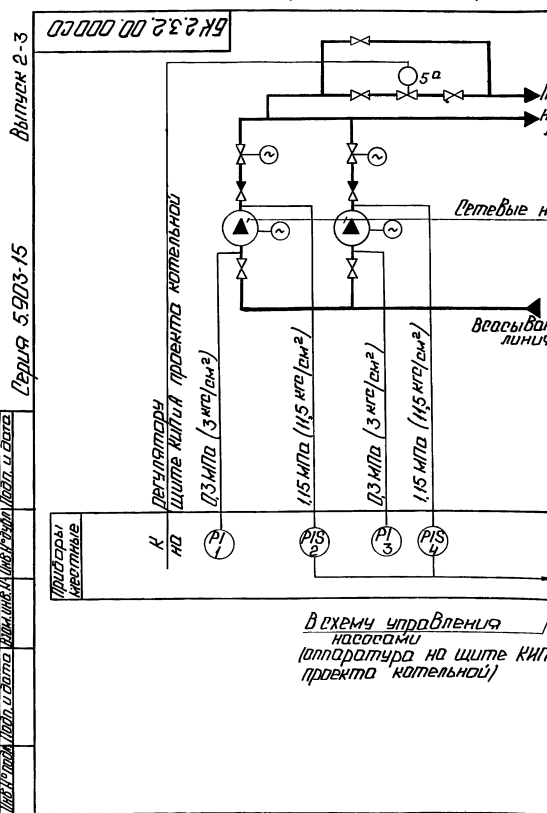 БК 2.3.2. 00. 000 СО
Выпуск 2-3
Серия 5.903-15
5а
~
~
~
~
Сетевые н
Всасыва
линия
К регулятору
на щите КИПиА проекта котельной
0,3 МПа (3 кгс/см²)
1,15 МПа (11,5 кгс/см²)
0,3 МПа (3 кгс/см²)
1,15 МПа (11,5 кгс/см²)
Приборы
местные
PI
1
PIS
2
PI
3
PIS
4
В схему управления
насосами
(аппаратура на щите КИП
проекта котельной)
Инв.№ подл.
Подп. и дата
Взам.инв.№
Инв.№ дубл.
Подп. и дата